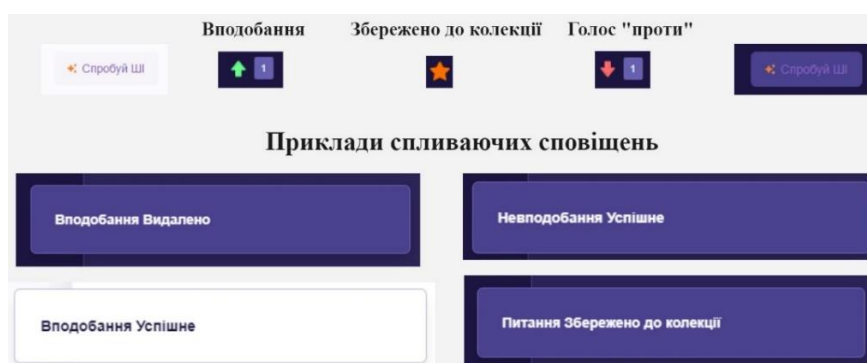 Вподобання Збережено до колекції Голос "проти"
Спробуй ШІ 1 1 Спробуй ШІ
Приклади спливаючих сповіщень
Вподобання Видалено Невподобання Успішне
Вподобання Успішне Питання Збережено до колекції